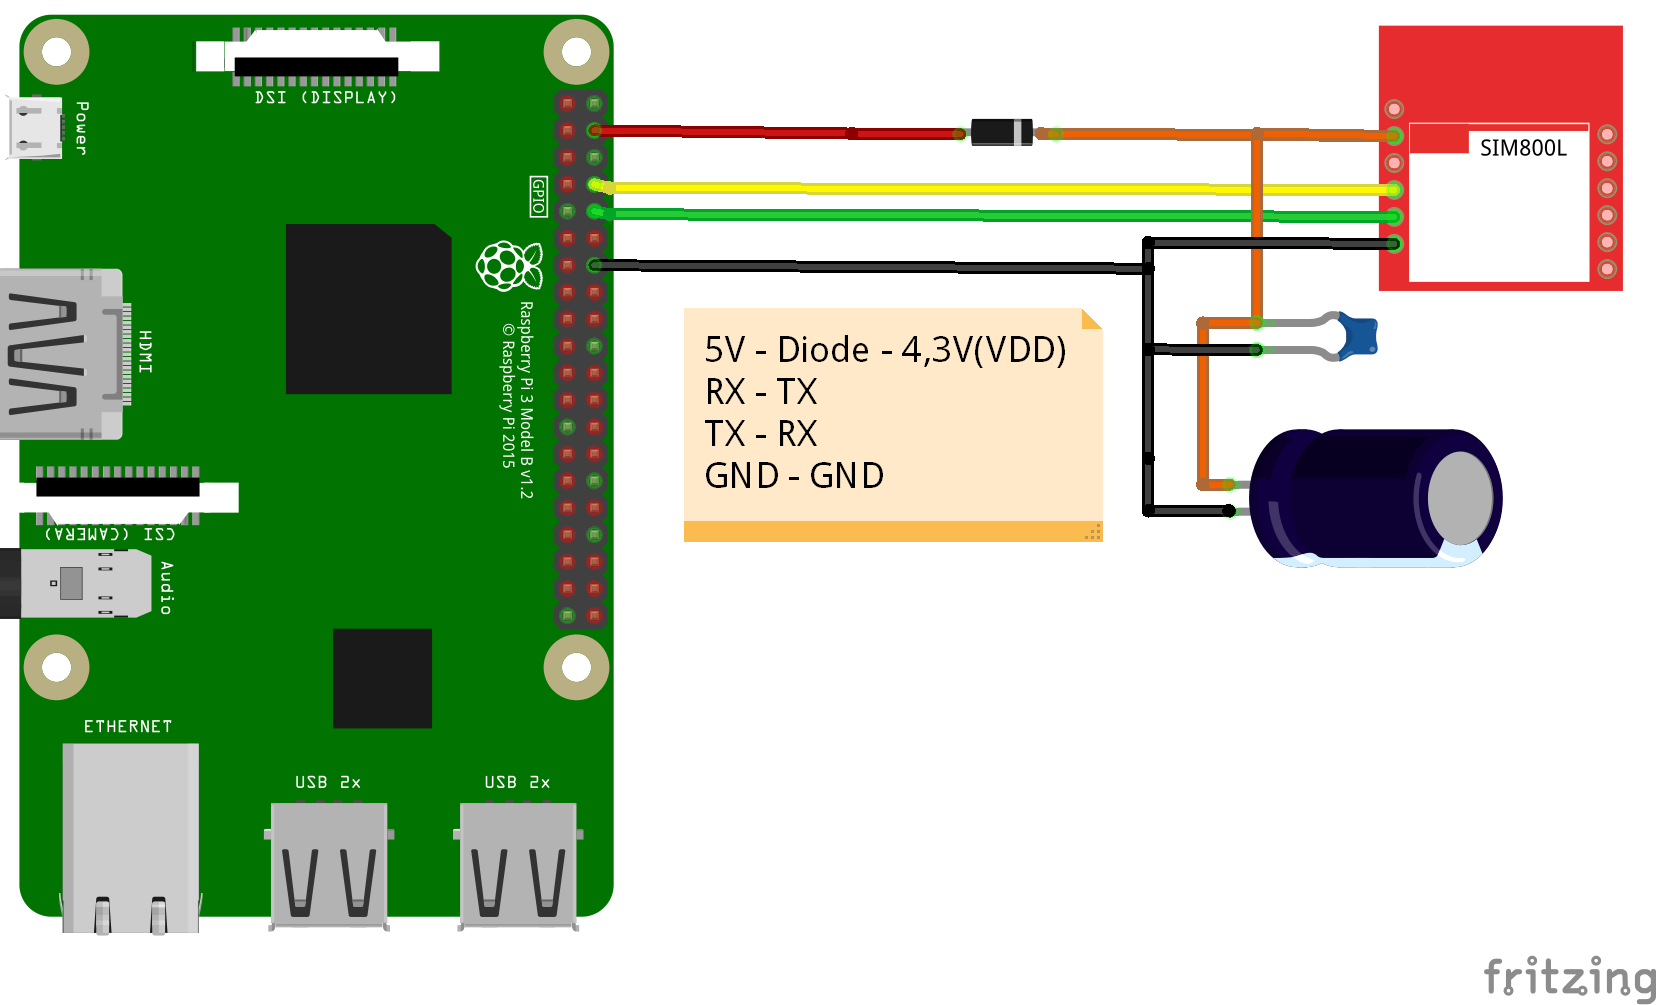 DSI (DISPLAY)
Power
SIM800L
GPIO
Raspberry Pi 3 Model B v1.2
© Raspberry Pi 2015
HDMI
5V - Diode - 4,3V(VDD)
RX - TX
TX - RX
GND - GND
CSI (CAMERA)
Audio
ETHERNET
USB 2x
USB 2x
fritzing